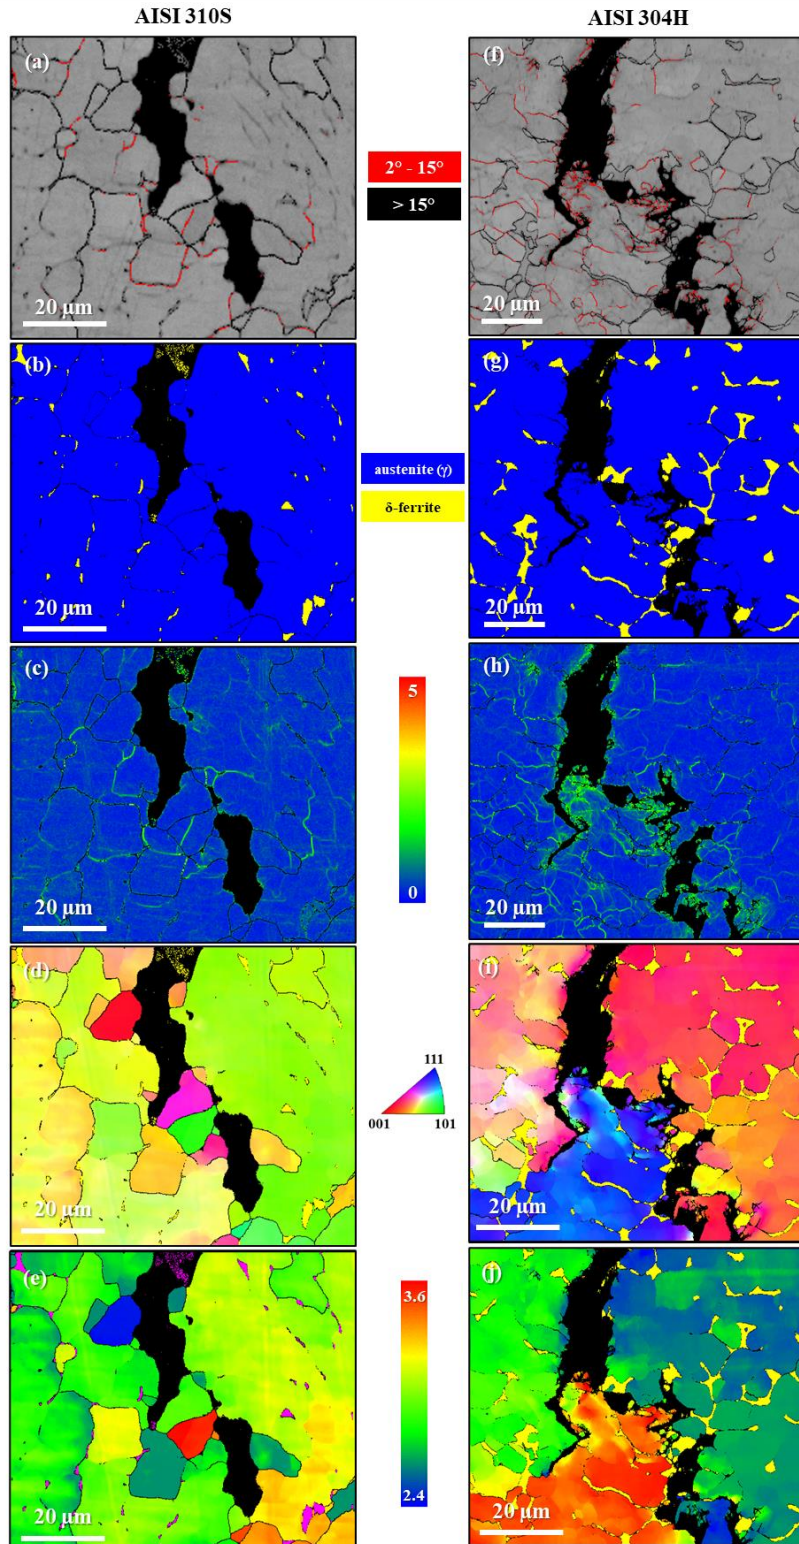 AISI 310S
AISI 304H
(a)
(f)
2° - 15°
> 15°
20 µm
20 µm
(b)
(g)
austenite (γ)
δ-ferrite
20 µm
20 µm
(c)
(h)
5
0
20 µm
20 µm
(d)
(i)
111
001
101
20 µm
20 µm
(e)
(j)
3.6
2.4
20 µm
20 µm